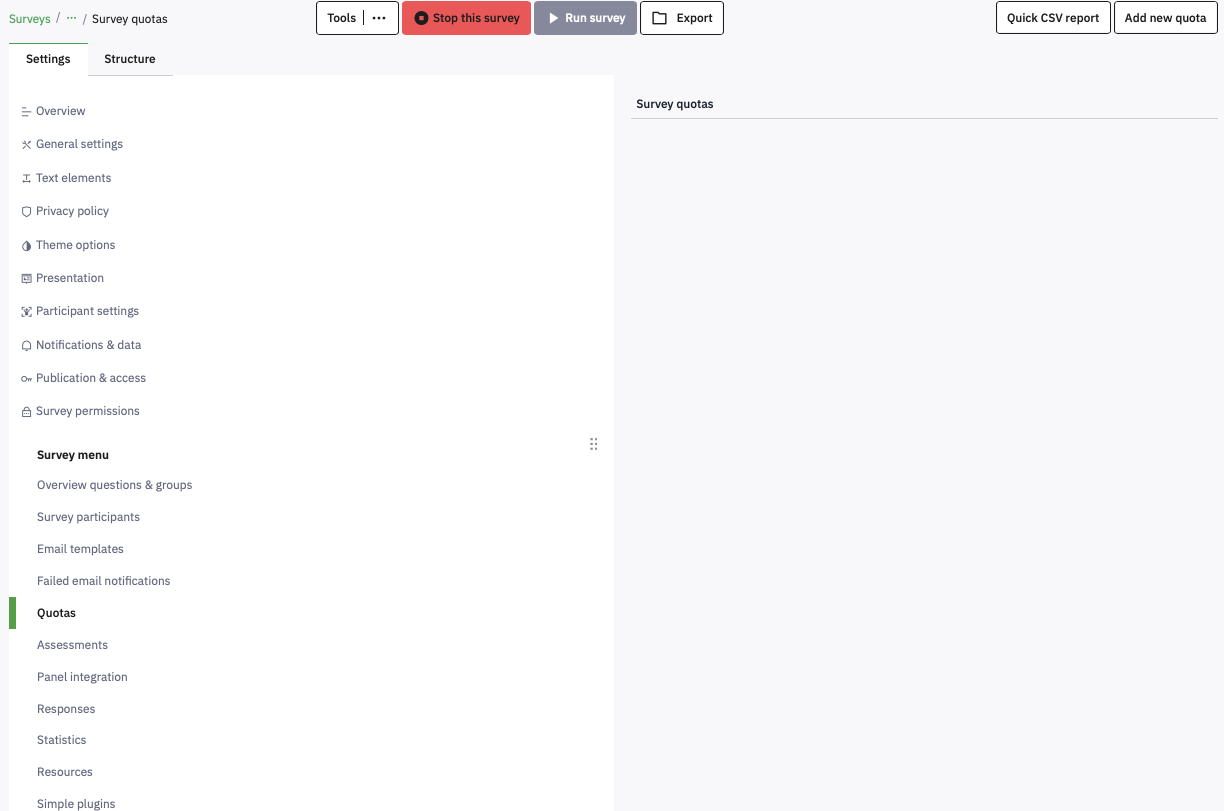 Surveys / ... / Survey quotas
Tools ...
Stop this survey
Run survey
Export
Quick CSV report
Add new quota
Settings
Structure
Overview
General settings
Text elements
Privacy policy
Theme options
Presentation
Participant settings
Notifications & data
Publication & access
Survey permissions
Survey menu
Overview questions & groups
Survey participants
Email templates
Failed email notifications
Quotas
Assessments
Panel integration
Responses
Statistics
Resources
Simple plugins
Survey quotas